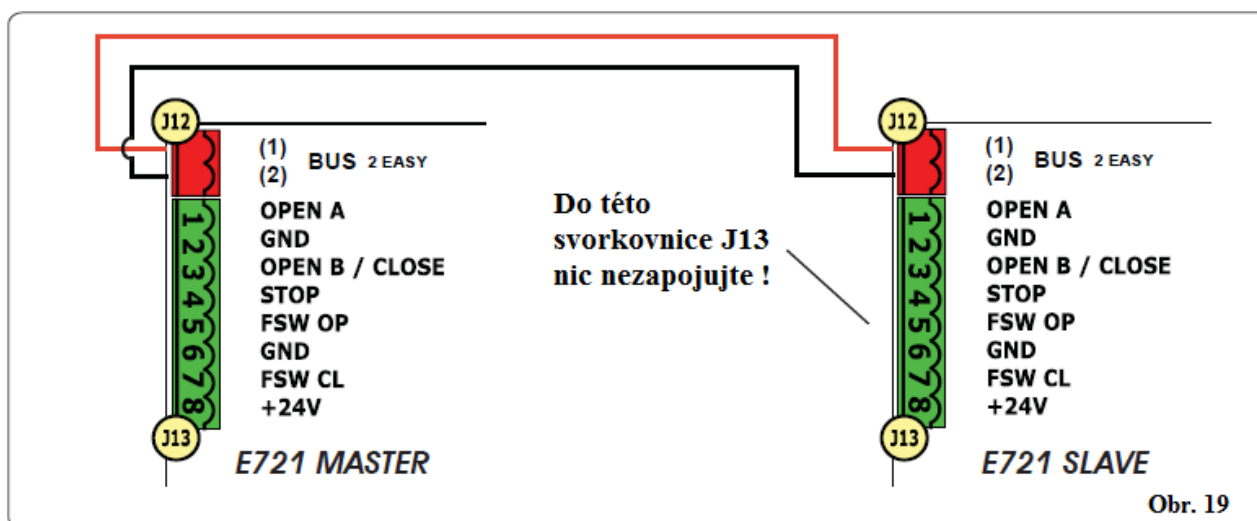 J12
(1) BUS 2 EASY
(2)
1 OPEN A
2 GND
3 OPEN B / CLOSE
4 STOP
5 FSW OP
6 GND
7 FSW CL
8 +24V
J13
E721 MASTER
Do této
svorkovnice J13
nic nezapojujte !
J12
(1) BUS 2 EASY
(2)
1 OPEN A
2 GND
3 OPEN B / CLOSE
4 STOP
5 FSW OP
6 GND
7 FSW CL
8 +24V
J13
E721 SLAVE
Obr. 19